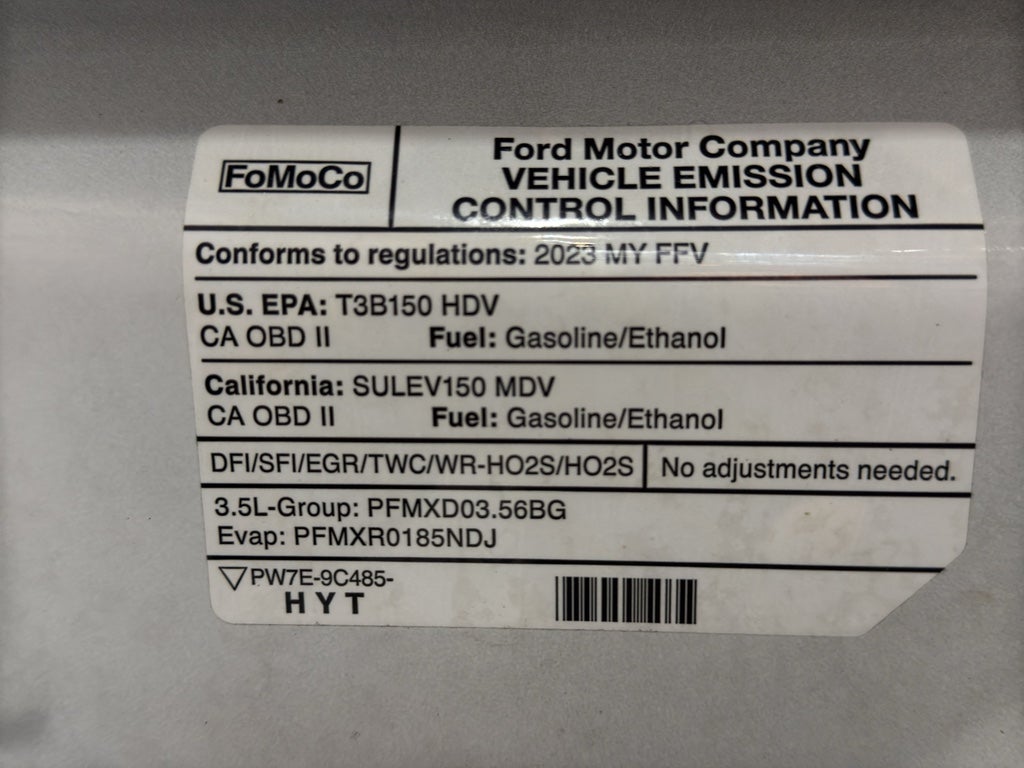 FoMoCo
Ford Motor Company
VEHICLE EMISSION
CONTROL INFORMATION
Conforms to regulations: 2023 MY FFV
U.S. EPA: T3B150 HDV
CA OBD II Fuel: Gasoline/Ethanol
California: SULEV150 MDV
CA OBD II Fuel: Gasoline/Ethanol
DFI/SFI/EGR/TWC/WR-HO2S/HO2S No adjustments needed.
3.5L-Group: PFMXD03.56BG
Evap: PFMXR0185NDJ
PW7E-9C485-
HYT